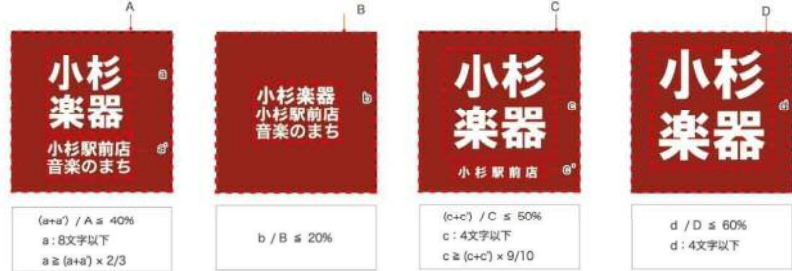 A
小杉
楽器
a
小杉駅前店
音楽のまち
a'
(a+a') / A ≦ 40%
a：8文字以下
a ≧ (a+a') × 2/3
B
小杉楽器
小杉駅前店
音楽のまち
b
b / B ≦ 20%
C
小杉
楽器
c
小杉駅前店
c'
(c+c') / C ≦ 50%
c：4文字以下
c ≧ (c+c') × 9/10
D
小杉
楽器
d
d / D ≦ 60%
d：4文字以下